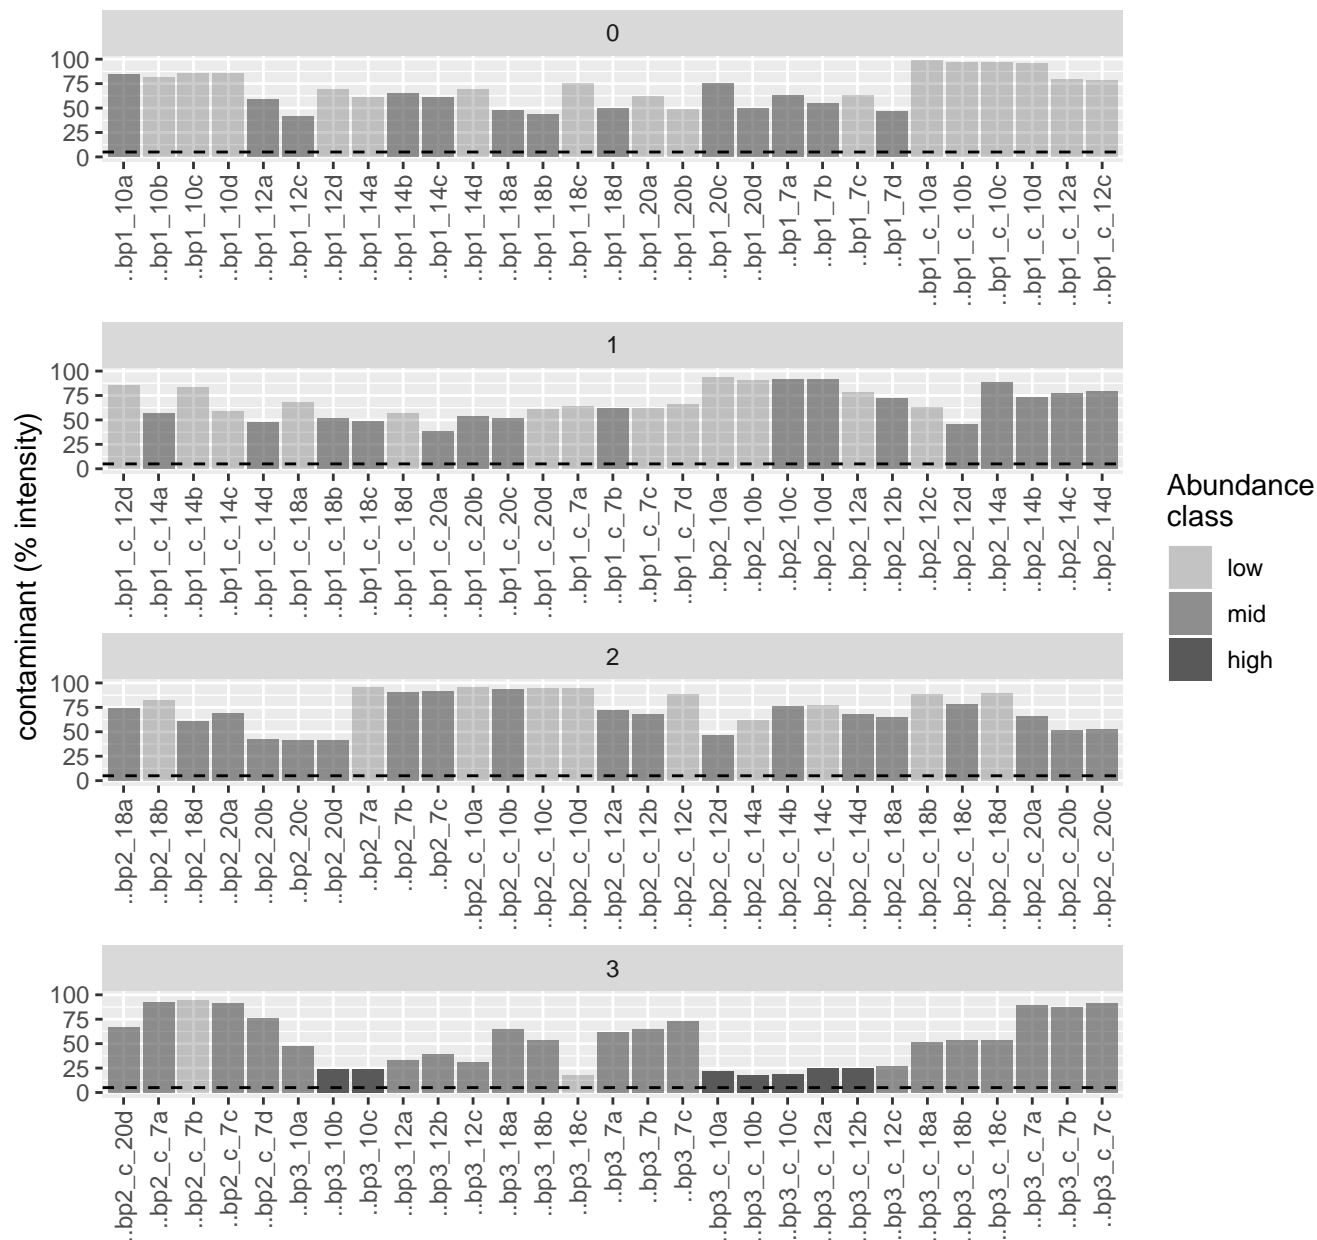 0
100
75
50
25
0
..bp1_10a
..bp1_10b
..bp1_10c
..bp1_10d
..bp1_12a
..bp1_12c
..bp1_12d
..bp1_14a
..bp1_14b
..bp1_14c
..bp1_14d
..bp1_18a
..bp1_18b
..bp1_18c
..bp1_18d
..bp1_20a
..bp1_20b
..bp1_20c
..bp1_20d
..bp1_7a
..bp1_7b
..bp1_7c
..bp1_7d
..bp1_c_10a
..bp1_c_10b
..bp1_c_10c
..bp1_c_10d
..bp1_c_12a
..bp1_c_12c
1
100
75
50
25
0
..bp1_c_12d
..bp1_c_14a
..bp1_c_14b
..bp1_c_14c
..bp1_c_14d
..bp1_c_18a
..bp1_c_18b
..bp1_c_18c
..bp1_c_18d
..bp1_c_20a
..bp1_c_20b
..bp1_c_20c
..bp1_c_20d
..bp1_c_7a
..bp1_c_7b
..bp1_c_7c
..bp1_c_7d
..bp2_10a
..bp2_10b
..bp2_10c
..bp2_10d
..bp2_12a
..bp2_12b
..bp2_12c
..bp2_12d
..bp2_14a
..bp2_14b
..bp2_14c
..bp2_14d
contaminant (% intensity)
2
100
75
50
25
0
..bp2_18a
..bp2_18b
..bp2_18d
..bp2_20a
..bp2_20b
..bp2_20c
..bp2_20d
..bp2_7a
..bp2_7b
..bp2_7c
..bp2_c_10a
..bp2_c_10b
..bp2_c_10c
..bp2_c_10d
..bp2_c_12a
..bp2_c_12b
..bp2_c_12c
..bp2_c_12d
..bp2_c_14a
..bp2_c_14b
..bp2_c_14c
..bp2_c_14d
..bp2_c_18a
..bp2_c_18b
..bp2_c_18c
..bp2_c_18d
..bp2_c_20a
..bp2_c_20b
..bp2_c_20c
3
100
75
50
25
0
..bp2_c_20d
..bp2_c_7a
..bp2_c_7b
..bp2_c_7c
..bp2_c_7d
..bp3_10a
..bp3_10b
..bp3_10c
..bp3_12a
..bp3_12b
..bp3_12c
..bp3_18a
..bp3_18b
..bp3_18c
..bp3_7a
..bp3_7b
..bp3_7c
..bp3_c_10a
..bp3_c_10b
..bp3_c_10c
..bp3_c_12a
..bp3_c_12b
..bp3_c_12c
..bp3_c_18a
..bp3_c_18b
..bp3_c_18c
..bp3_c_7a
..bp3_c_7b
..bp3_c_7c
Abundance
class
low
mid
high